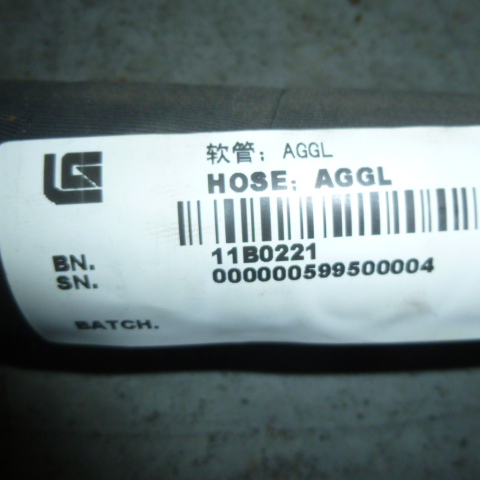 软管; AGGL
HOSE; AGGL
BN. 11B0221
SN. 000000599500004
BATCH.